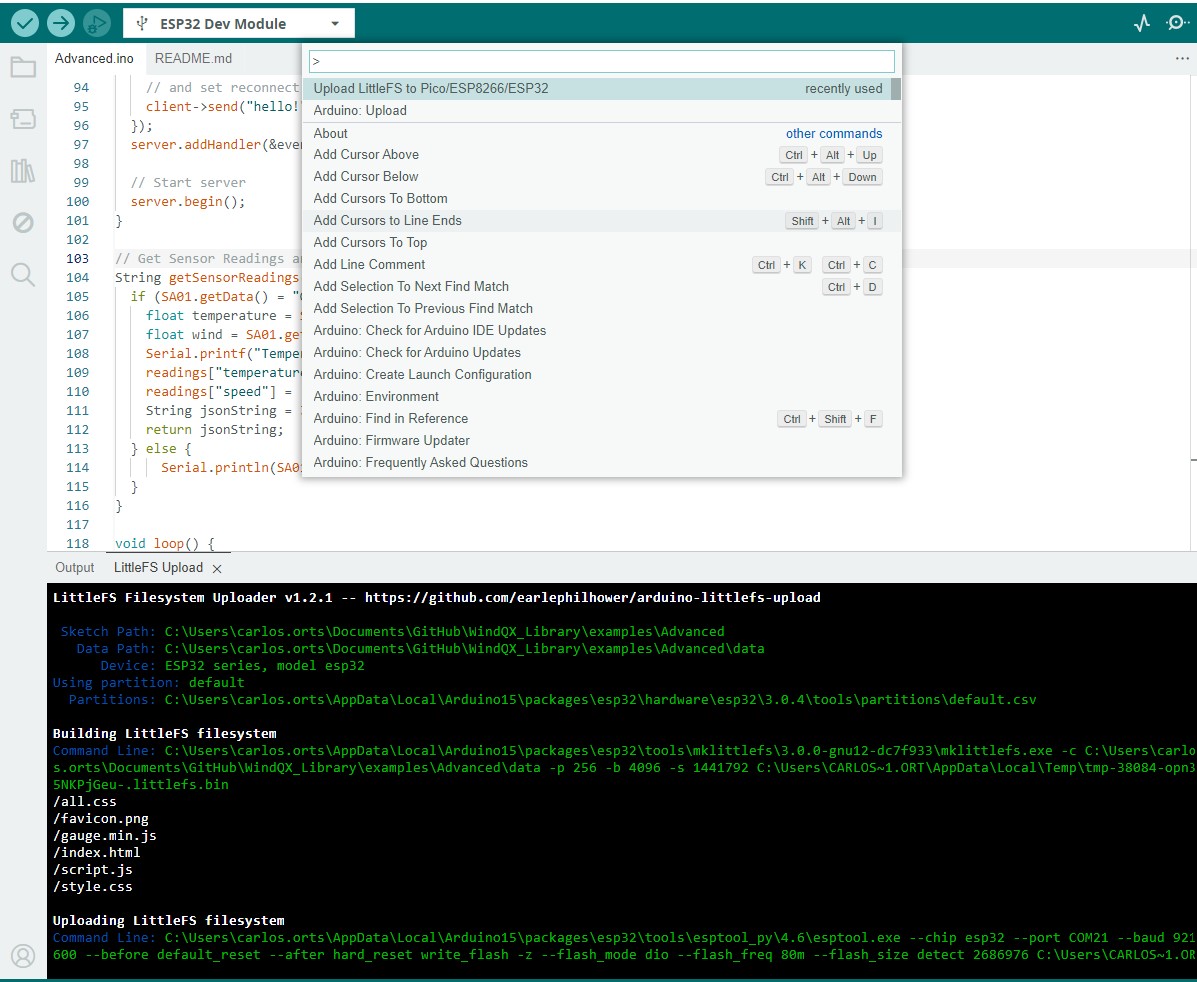 ESP32 Dev Module
Advanced.ino
README.md
94 // and set reconnect
95 client->send("hello!"
96 });
97 server.addHandler(&eve
98
99 // Start server
100 server.begin();
101 }
102
103 // Get Sensor Readings a
104 String getSensorReadings
105 if (SA01.getData() = "
106 float temperature =
107 float wind = SA01.ge
108 Serial.printf("Tempe
109 readings["temperatur
110 readings["speed"] =
111 String jsonString =
112 return jsonString;
113 } else {
114 Serial.println(SA0
115 }
116 }
117
118 void loop() {
>
Upload LittleFS to Pico/ESP8266/ESP32 recently used
Arduino: Upload
About other commands
Add Cursor Above Ctrl + Alt + Up
Add Cursor Below Ctrl + Alt + Down
Add Cursors To Bottom
Add Cursors to Line Ends Shift + Alt + I
Add Cursors To Top
Add Line Comment Ctrl + K Ctrl + C
Add Selection To Next Find Match Ctrl + D
Add Selection To Previous Find Match
Arduino: Check for Arduino IDE Updates
Arduino: Check for Arduino Updates
Arduino: Create Launch Configuration
Arduino: Environment
Arduino: Find in Reference Ctrl + Shift + F
Arduino: Firmware Updater
Arduino: Frequently Asked Questions
Output
LittleFS Upload
LittleFS Filesystem Uploader v1.2.1 -- https://github.com/earlephilhower/arduino-littlefs-upload
Sketch Path: C:\Users\carlos.orts\Documents\GitHub\WindQX_Library\examples\Advanced
Data Path: C:\Users\carlos.orts\Documents\GitHub\WindQX_Library\examples\Advanced\data
Device: ESP32 series, model esp32
Using partition: default
Partitions: C:\Users\carlos.orts\AppData\Local\Arduino15\packages\esp32\hardware\esp32\3.0.4\tools\partitions\default.csv
Building LittleFS filesystem
Command Line: C:\Users\carlos.orts\AppData\Local\Arduino15\packages\esp32\tools\mklittlefs\3.0.0-gnu12-dc7f933\mklittlefs.exe -c C:\Users\carlo
s.orts\Documents\GitHub\WindQX_Library\examples\Advanced\data -p 256 -b 4096 -s 1441792 C:\Users\CARLOS~1.ORT\AppData\Local\Temp\tmp-38084-opn3
5NKPjGeu-.littlefs.bin
/all.css
/favicon.png
/gauge.min.js
/index.html
/script.js
/style.css
Uploading LittleFS filesystem
Command Line: C:\Users\carlos.orts\AppData\Local\Arduino15\packages\esp32\tools\esptool_py\4.6\esptool.exe --chip esp32 --port COM21 --baud 921
600 --before default_reset --after hard_reset write_flash -z --flash_mode dio --flash_freq 80m --flash_size detect 2686976 C:\Users\CARLOS~1.OR